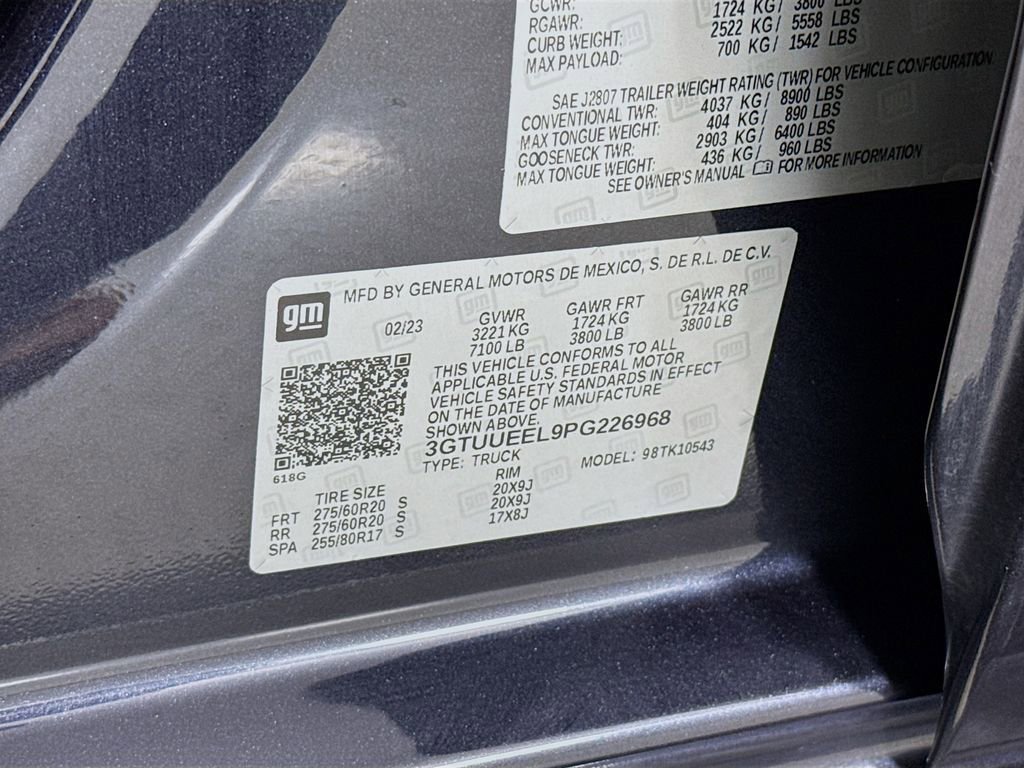 GCWR:
RGAWR: 1724 KG/ 3800 LBS
CURB WEIGHT: 2522 KG/ 5558 LBS
MAX PAYLOAD: 700 KG/ 1542 LBS
SAE J2807 TRAILER WEIGHT RATING (TWR) FOR VEHICLE CONFIGURATION
CONVENTIONAL TWR: 4037 KG/ 8900 LBS
MAX TONGUE WEIGHT: 404 KG/ 890 LBS
GOOSENECK TWR: 2903 KG/ 6400 LBS
MAX TONGUE WEIGHT: 436 KG/ 960 LBS
SEE OWNER'S MANUAL FOR MORE INFORMATION
gm
MFD BY GENERAL MOTORS DE MEXICO, S. DE R.L. DE C.V.
02/23 GVWR GAWR FRT GAWR RR
3221 KG 1724 KG 1724 KG
7100 LB 3800 LB 3800 LB
THIS VEHICLE CONFORMS TO ALL
APPLICABLE U.S. FEDERAL MOTOR
VEHICLE SAFETY STANDARDS IN EFFECT
ON THE DATE OF MANUFACTURE
SHOWN ABOVE.
3GTUUEEL9PG226968
618G
TYPE: TRUCK MODEL: 98TK10543
TIRE SIZE RIM
FRT 275/60R20 S 20X9J
RR 275/60R20 S 20X9J
SPA 255/80R17 S 17X8J